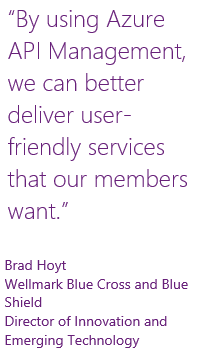 “By using Azure
API Management,
we can better
deliver user-
friendly services
that our members
want.”
Brad Hoyt
Wellmark Blue Cross and Blue
Shield
Director of Innovation and
Emerging Technology